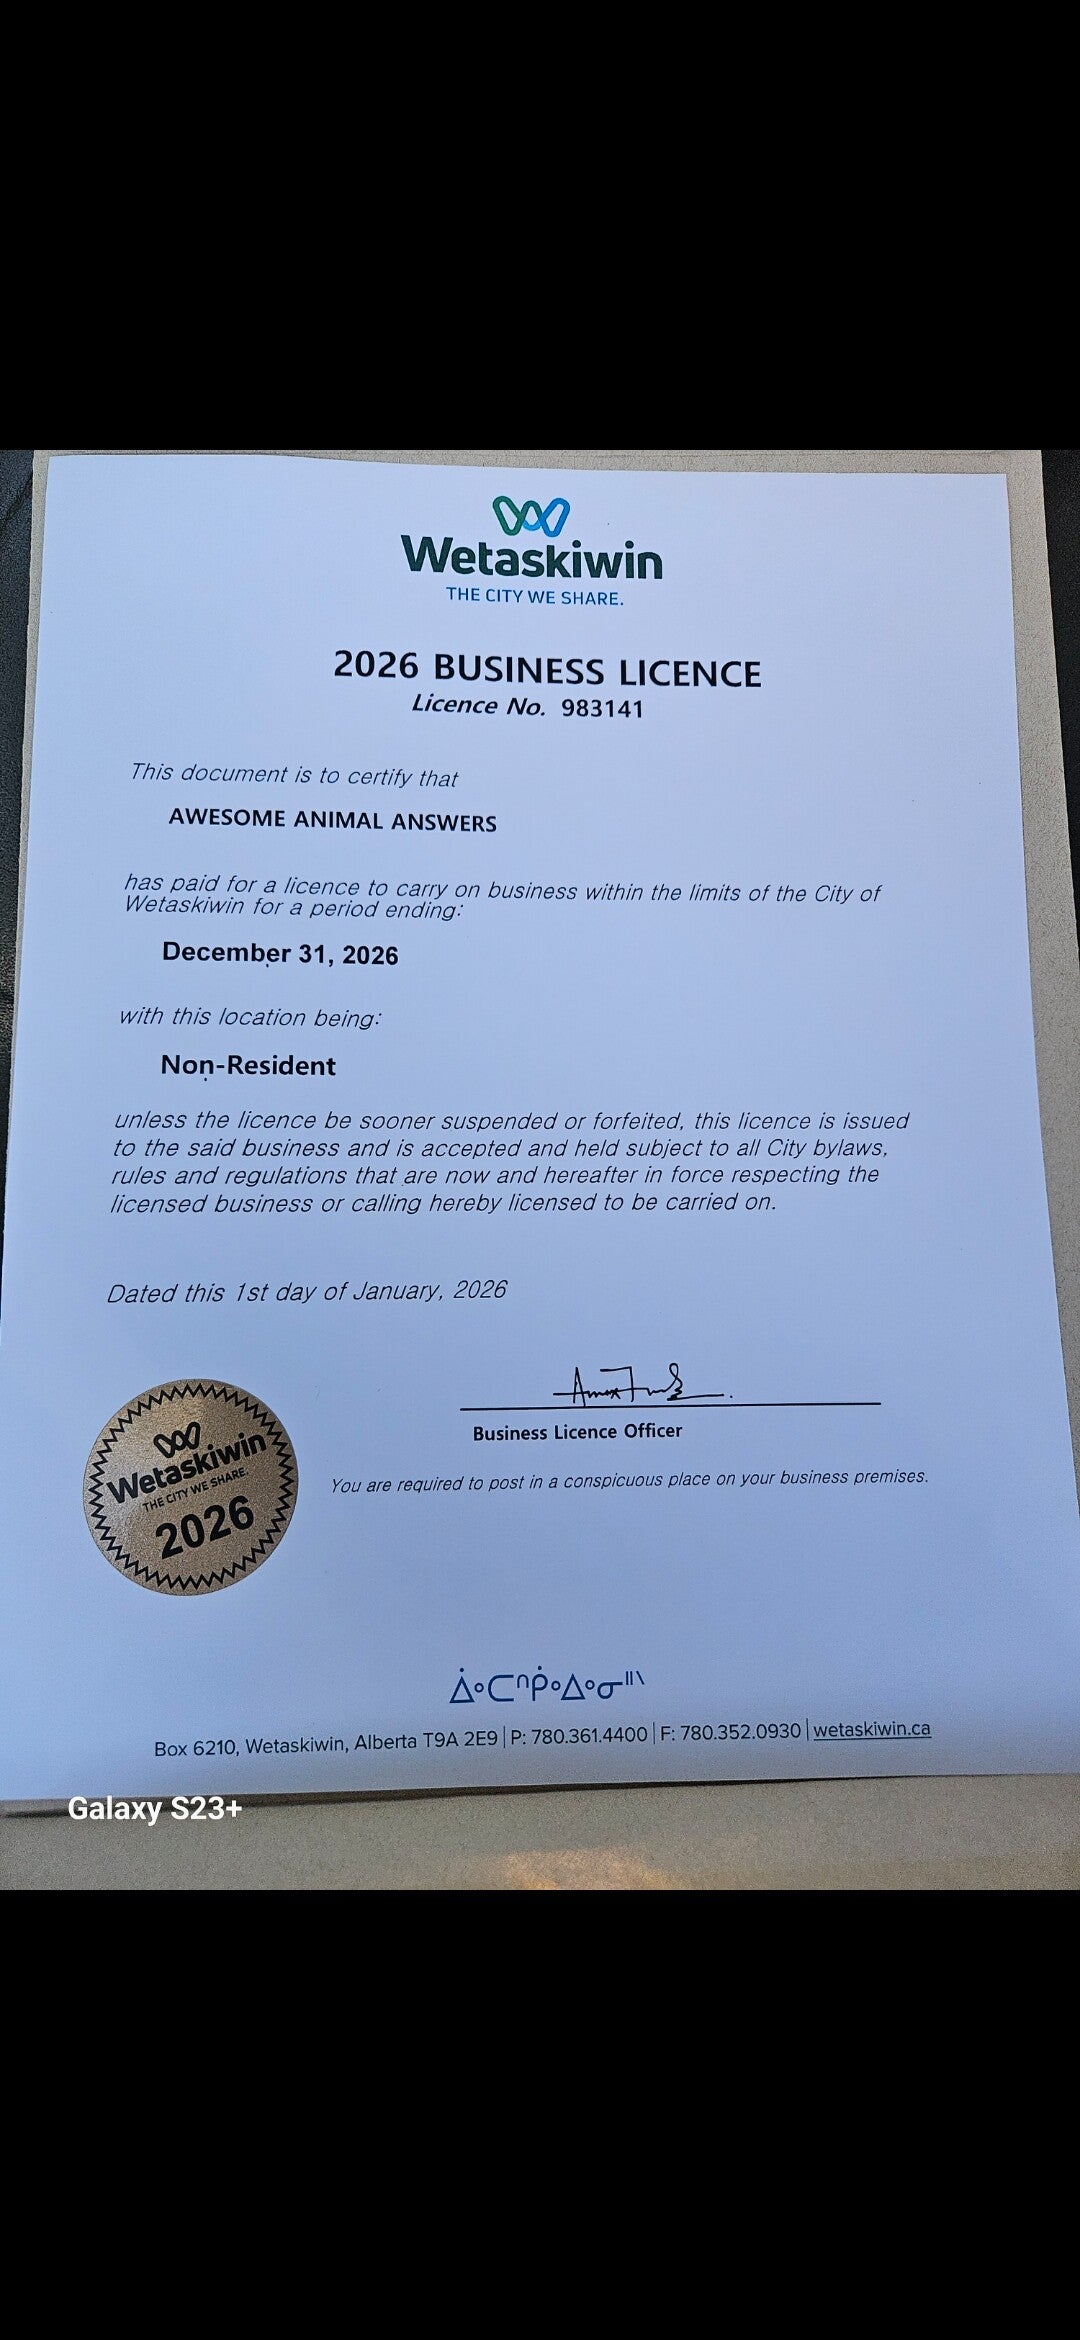 Wetaskiwin
THE CITY WE SHARE.
2026 BUSINESS LICENCE
Licence No. 983141
This document is to certify that
AWESOME ANIMAL ANSWERS
has paid for a licence to carry on business within the limits of the City of
Wetaskiwin for a period ending:
December 31, 2026
with this location being:
Non-Resident
unless the licence be sooner suspended or forfeited, this licence is issued
to the said business and is accepted and held subject to all City bylaws,
rules and regulations that are now and hereafter in force respecting the
licensed business or calling hereby licensed to be carried on.
Dated this 1st day of January, 2026
Business Licence Officer
You are required to post in a conspicuous place on your business premises.
Wetaskiwin
THE CITY WE SHARE.
2026
ᐄᐧᑕᐢᑮᐧᐃᐧᓂᐦᐠ
Box 6210, Wetaskiwin, Alberta T9A 2E9 | P: 780.361.4400 | F: 780.352.0930 | wetaskiwin.ca
Galaxy S23+